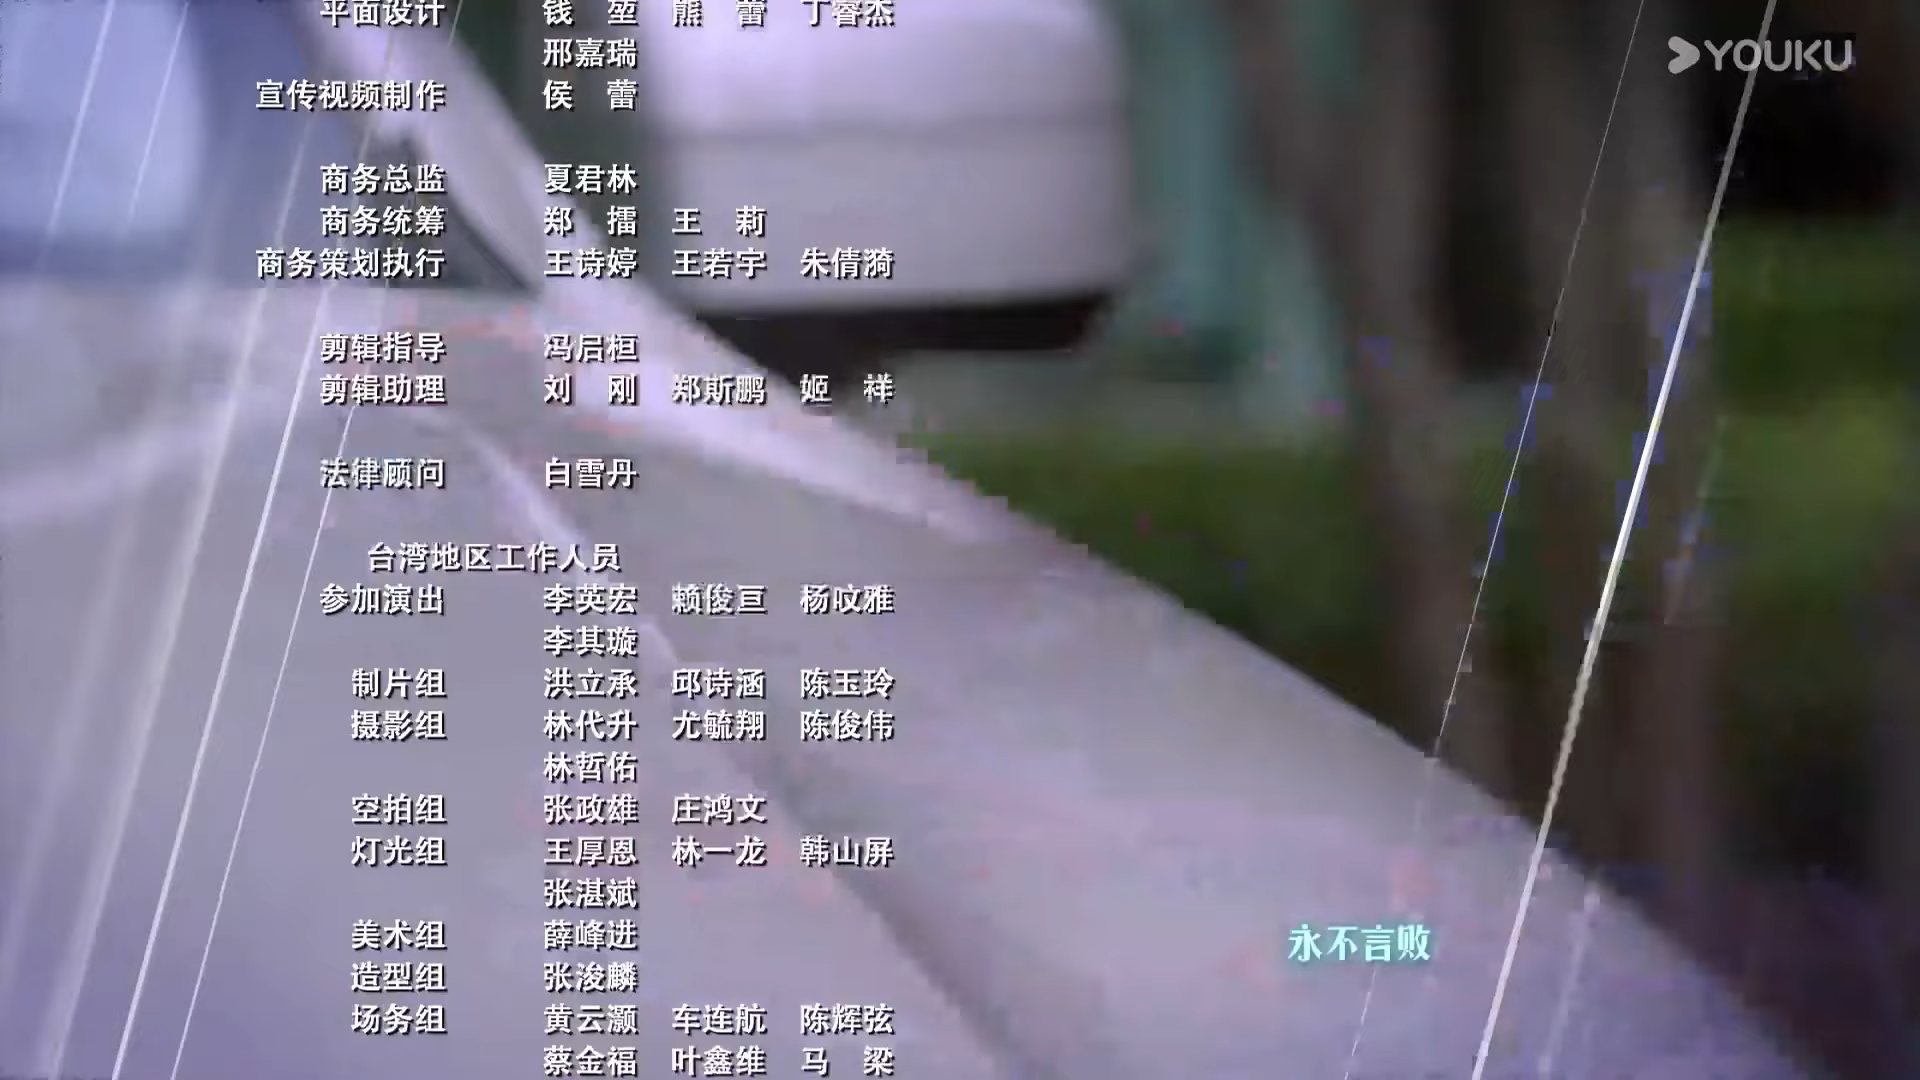 平面设计 钱 堃 熊 蕾 丁睿杰
YOUKU
邢嘉瑞
宣传视频制作 侯 蕾
商务总监 夏君林
商务统筹 郑 擂 王 莉
商务策划执行 王诗婷 王若宇 朱倩漪
剪辑指导 冯启桓
剪辑助理 刘 刚 郑斯鹏 姬 祥
法律顾问 白雪丹
台湾地区工作人员
参加演出 李英宏 赖俊亘 杨呅雅
李其璇
制片组 洪立承 邱诗涵 陈玉玲
摄影组 林代升 尤毓翔 陈俊伟
林哲佑
空拍组 张政雄 庄鸿文
灯光组 王厚恩 林一龙 韩山屏
张湛斌
美术组 薛峰进
永不言败
造型组 张浚麟
场务组 黄云灏 车连航 陈辉弦
蔡金福 叶鑫维 马 梁